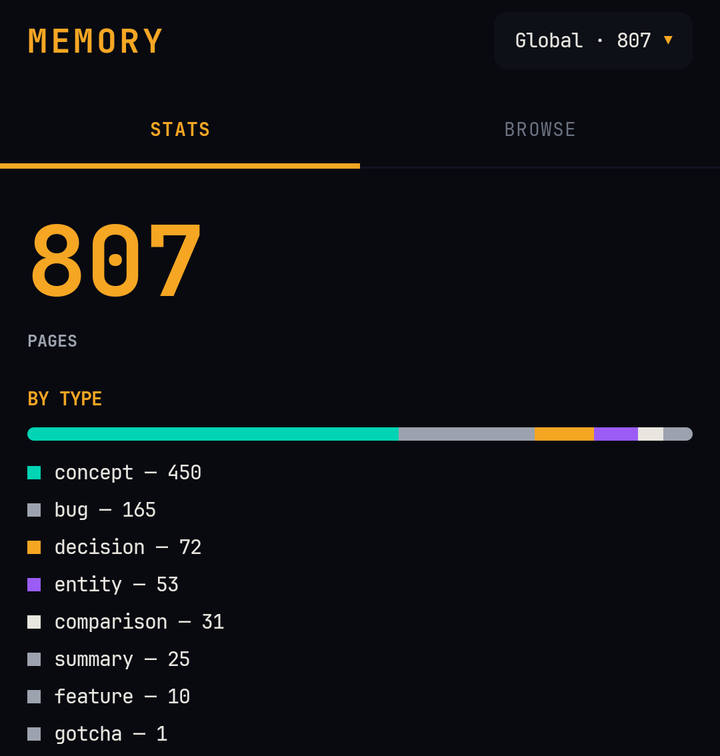 MEMORY
Global · 807 ▼
STATS
BROWSE
807
PAGES
BY TYPE
concept — 450
bug — 165
decision — 72
entity — 53
comparison — 31
summary — 25
feature — 10
gotcha — 1